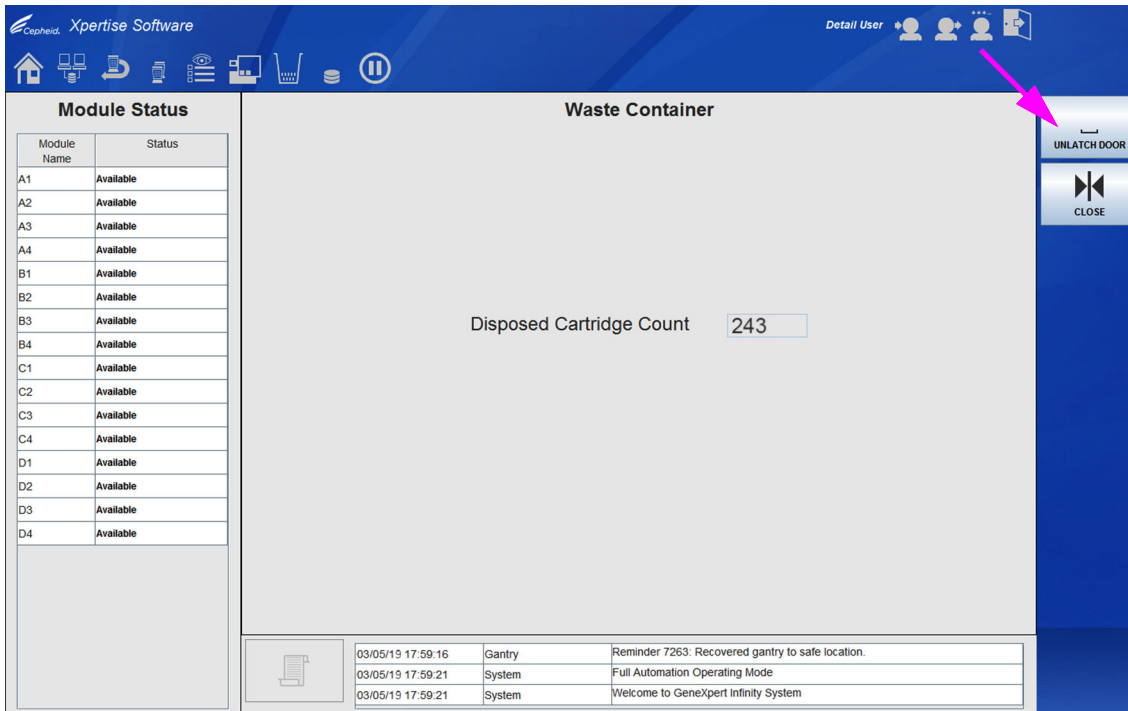 Cepheid. Xpertise Software
Detail User
Module Status
Waste Container
Module Name
Status
A1 Available
A2 Available
A3 Available
A4 Available
B1 Available
B2 Available
B3 Available
B4 Available
C1 Available
C2 Available
C3 Available
C4 Available
D1 Available
D2 Available
D3 Available
D4 Available
Disposed Cartridge Count 243
UNLATCH DOOR
CLOSE
03/05/19 17:59:16 Gantry Reminder 7263: Recovered gantry to safe location.
03/05/19 17:59:21 System Full Automation Operating Mode
03/05/19 17:59:21 System Welcome to GeneXpert Infinity System